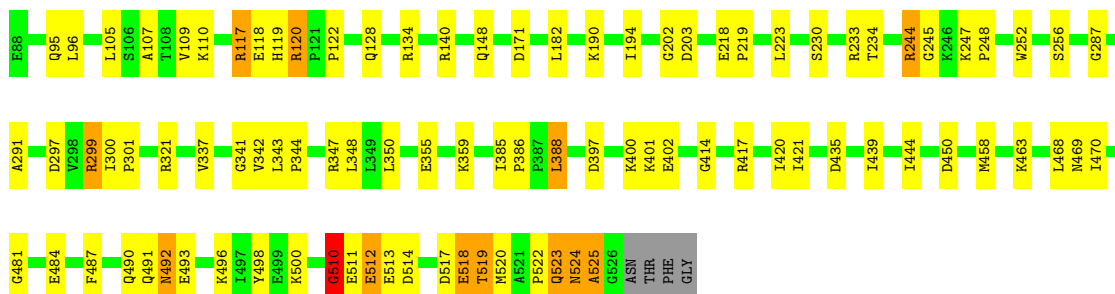 E88 Q95 L96 L105 S106 A107 T108 V109 K110 R117 E118 H119 R120 P121 P122 Q128 R134 R140 Q148 D171 L182 K190 I194 G202 D203 E218 P219 L223 S230 R233 T234 R244 G245 K246 K247 P248 W252 S256 G287
A291 D297 V298 R299 I300 P301 R321 V337 G341 V342 L343 P344 R347 L348 L349 L350 E355 K359 I385 P386 P387 L388 D397 K400 K401 E402 G414 R417 I420 I421 D435 I439 I444 D450 M458 K463 L468 N469 I470
G481 E484 F487 Q490 Q491 N492 E493 K496 I497 Y498 E499 K500 G510 E511 E512 E513 D514 D517 E518 T519 M520 A521 P522 Q523 N524 A525 G526 ASN THR PHE GLY